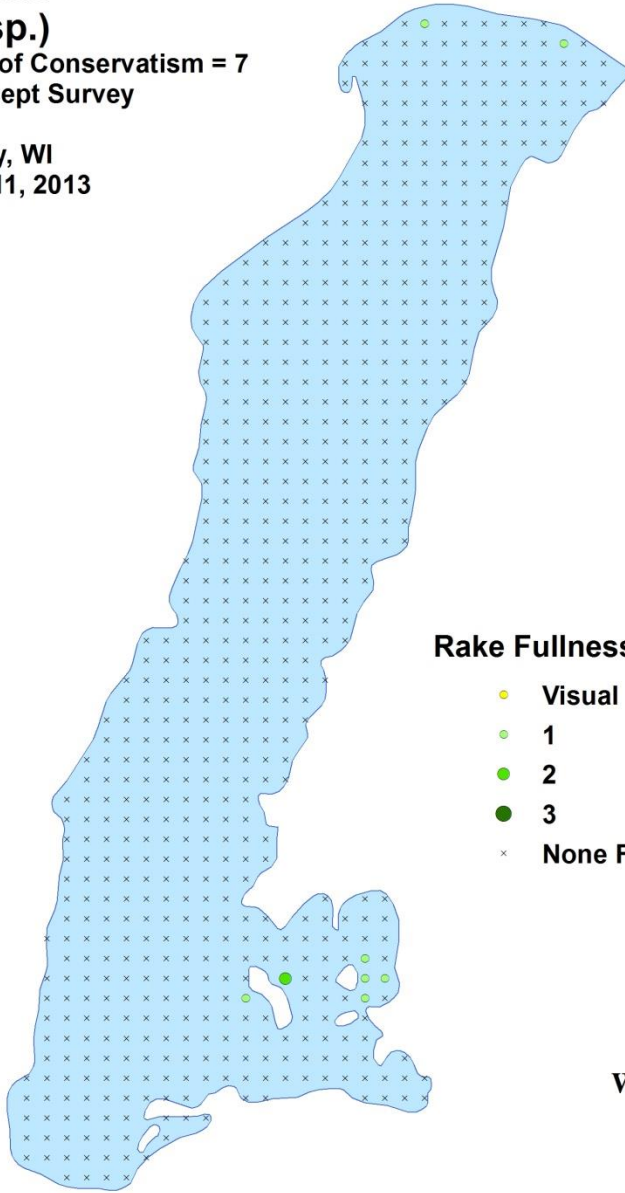 sp.)
of Conservatism = 7
ept Survey
y, WI
11, 2013
Rake Fullness
Visual
1
2
3
None F